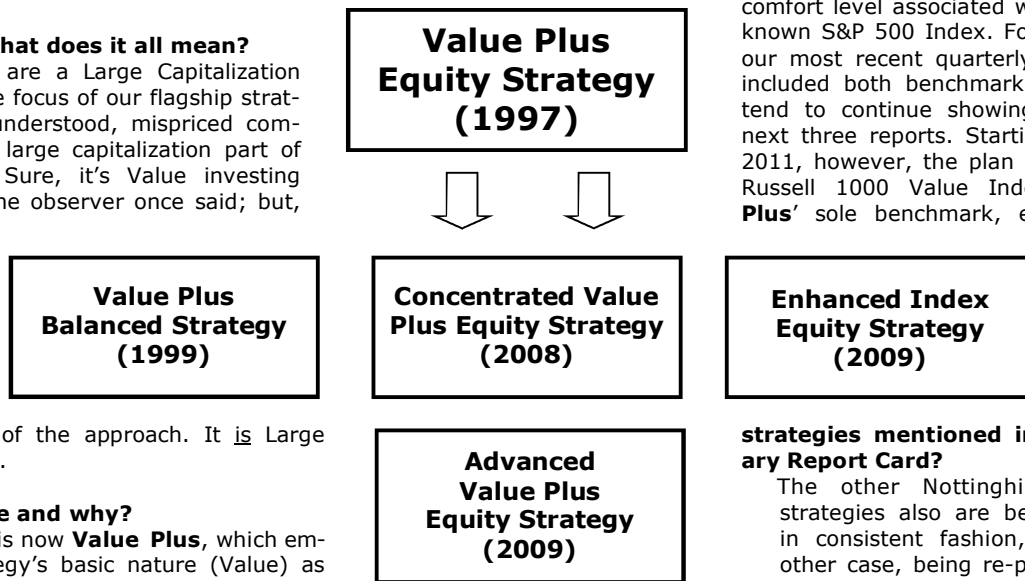 hat does it all mean?
are a Large Capitalization
e focus of our flagship strat-
understood, mispriced com-
large capitalization part of
Sure, it's Value investing
ne observer once said; but,
Value Plus
Equity Strategy
(1997)
comfort level associated w
known S&P 500 Index. Fo
our most recent quarterly
included both benchmark
tend to continue showing
next three reports. Starti
2011, however, the plan
Russell 1000 Value Ind
Plus' sole benchmark, e
Value Plus
Balanced Strategy
(1999)
Concentrated Value
Plus Equity Strategy
(2008)
Enhanced Index
Equity Strategy
(2009)
of the approach. It is Large
.
e and why?
is now Value Plus, which em-
egy's basic nature (Value) as
Advanced
Value Plus
Equity Strategy
(2009)
strategies mentioned i
ary Report Card?
The other Nottinghi
strategies also are be
in consistent fashion,
other case, being re-p